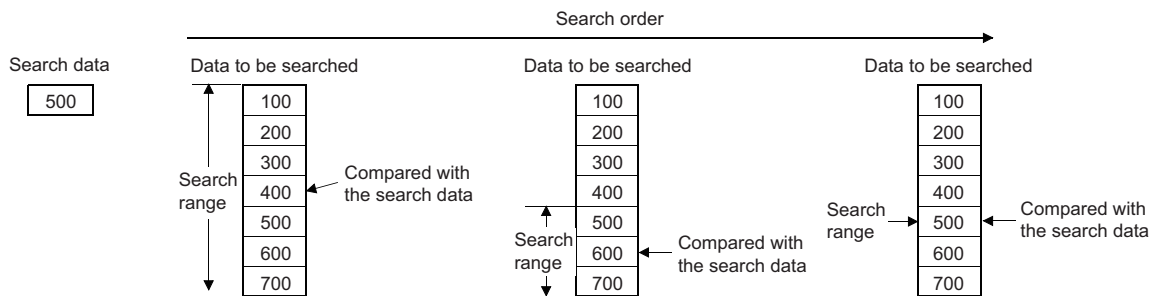 Search order
Search data
500
Data to be searched
100
200
300
400
500
600
700
Search
range
Compared with
the search data
Data to be searched
100
200
300
400
500
600
700
Search
range
Compared with
the search data
Data to be searched
100
200
300
400
500
600
700
Search
range
Compared with
the search data